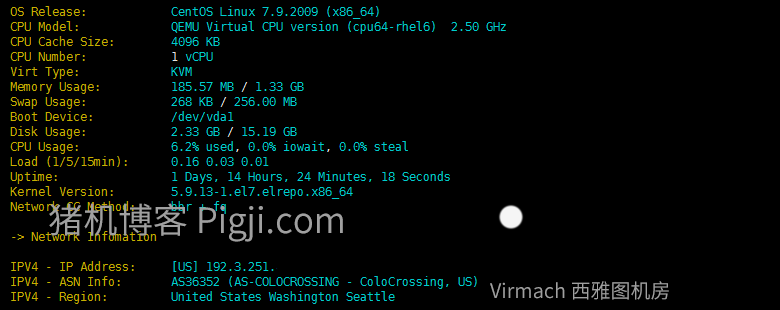 OS Release: CentOS Linux 7.9.2009 (x86_64)
CPU Model: QEMU Virtual CPU version (cpu64-rhel6) 2.50 GHz
CPU Cache Size: 4096 KB
CPU Number: 1 vCPU
Virt Type: KVM
Memory Usage: 185.57 MB / 1.33 GB
Swap Usage: 268 KB / 256.00 MB
Boot Device: /dev/vda1
Disk Usage: 2.33 GB / 15.19 GB
CPU Usage: 6.2% used, 0.0% iowait, 0.0% steal
Load (1/5/15min): 0.16 0.03 0.01
Uptime: 1 Days, 14 Hours, 24 Minutes, 18 Seconds
Kernel Version: 5.9.13-1.el7.elrepo.x86_64
Network CC Method: bbr + fq
猪机博客 Pigji.com
-> Network Infomation
IPV4 - IP Address: [US] 192.3.251.
IPV4 - ASN Info: AS36352 (AS-COLOCROSSING - ColoCrossing, US)
IPV4 - Region: United States Washington Seattle
Virmach 西雅图机房